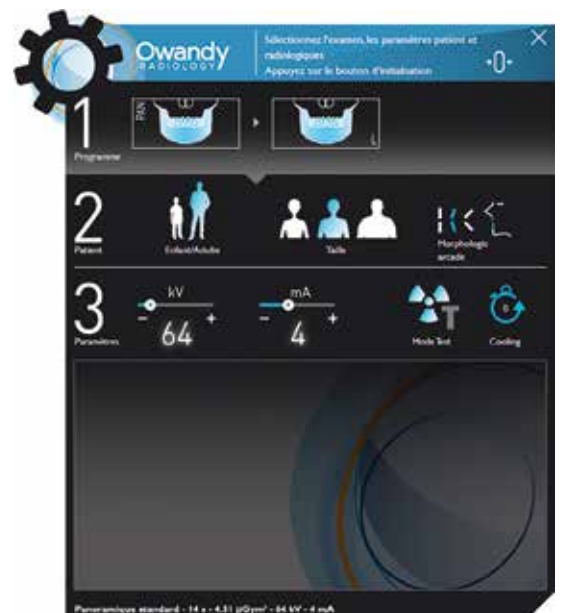 Owandy
RADIOLOGY
Sélectionnez l'examen, les paramètres patient et
radiologiques
Appuyez sur le bouton d'initialisation
1
Programme
PAN
L
2
Patient
Enfant/Adulte
Taille
Morphologie
arcade
3
Paramètres
kV
- +
64
mA
- +
4
T
Mode Test
0
Cooling
Panoramique standard - 14 s - 4.51 µGym² - 64 kV - 4 mA